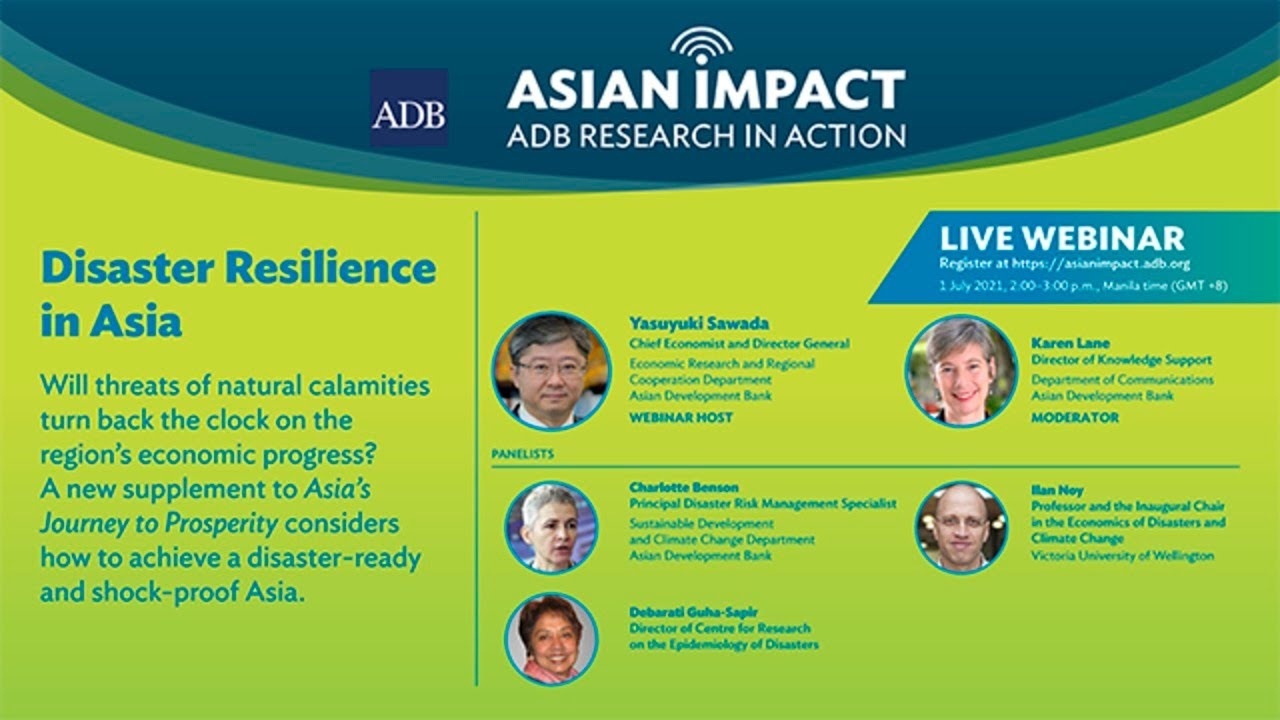 ADB
ASIAN IMPACT
ADB RESEARCH IN ACTION
Disaster Resilience
in Asia
Will threats of natural calamities
turn back the clock on the
region's economic progress?
A new supplement to Asia's
Journey to Prosperity considers
how to achieve a disaster-ready
and shock-proof Asia.
LIVE WEBINAR
Register at https://asianimpact.adb.org
1 July 2021, 2:00–3:00 p.m., Manila time (GMT +8)
Yasuyuki Sawada
Chief Economist and Director General
Economic Research and Regional
Cooperation Department
Asian Development Bank
WEBINAR HOST
Karen Lane
Director of Knowledge Support
Department of Communications
Asian Development Bank
MODERATOR
PANELISTS
Charlotte Benson
Principal Disaster Risk Management Specialist
Sustainable Development
and Climate Change Department
Asian Development Bank
Ilan Noy
Professor and the Inaugural Chair
in the Economics of Disasters and
Climate Change
Victoria University of Wellington
Debarati Guha-Sapir
Director of Centre for Research
on the Epidemiology of Disasters